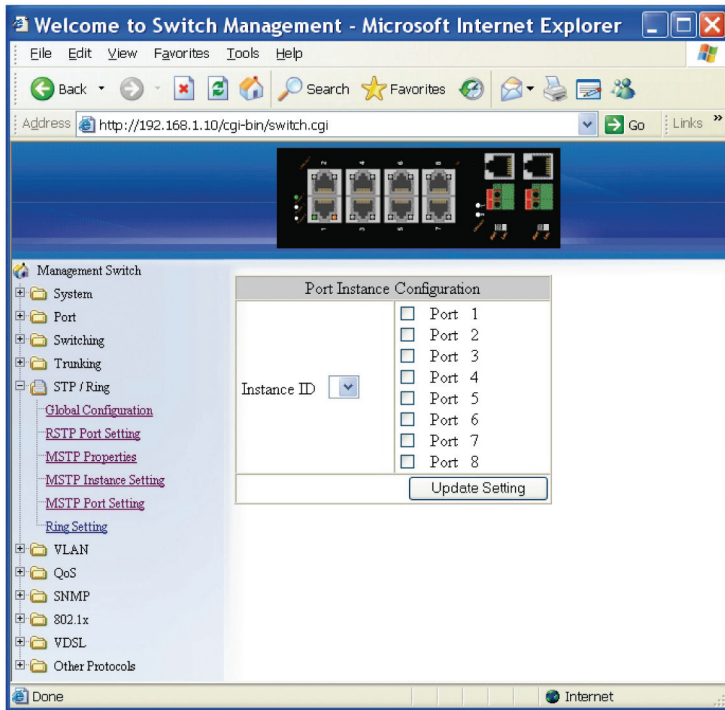 Welcome to Switch Management - Microsoft Internet Explorer
File Edit View Favorites Tools Help
Back Search Favorites
Address http://192.168.1.10/cgi-bin/switch.cgi Go Links »
Management Switch
System
Port
Switching
Trunking
STP / Ring
Global Configuration
RSTP Port Setting
MSTP Properties
MSTP Instance Setting
MSTP Port Setting
Ring Setting
VLAN
QoS
SNMP
802.1x
VDSL
Other Protocols
Port Instance Configuration
Instance ID
Port 1
Port 2
Port 3
Port 4
Port 5
Port 6
Port 7
Port 8
Update Setting
Done Internet